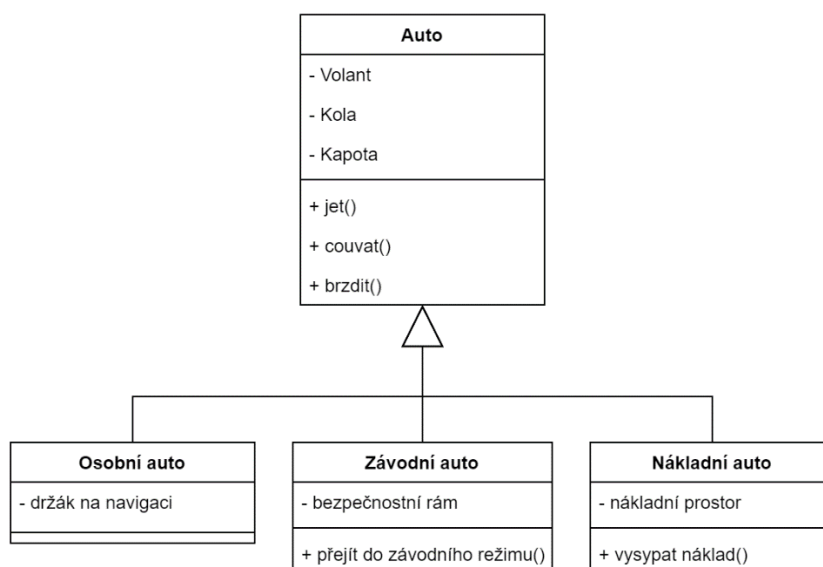 Auto
- Volant
- Kola
- Kapota
+ jet()
+ couvat()
+ brzdit()
Osobní auto
- držák na navigaci
Závodní auto
- bezpečnostní rám
+ přejít do závodního režimu()
Nákladní auto
- nákladní prostor
+ vysypat náklad()